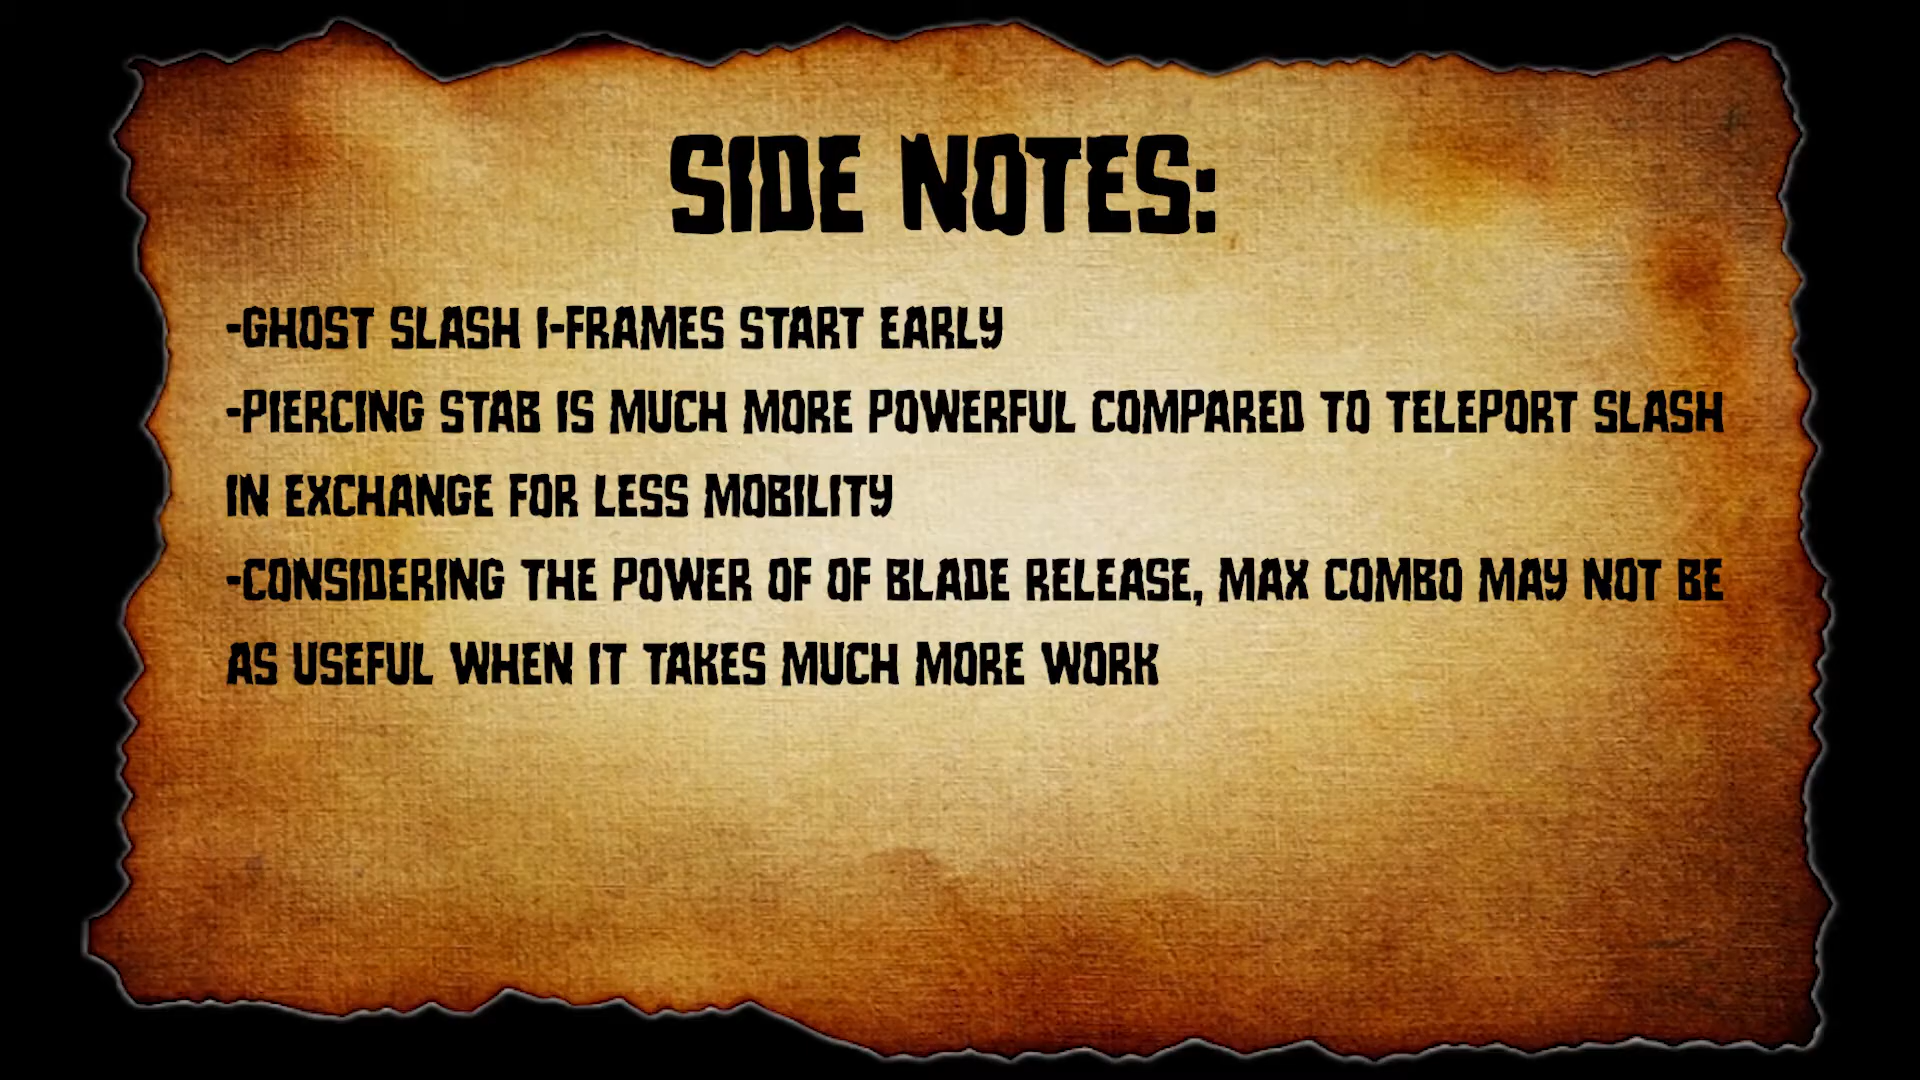 SIDE NOTES:
-GHOST SLASH I-FRAMES START EARLY
-PIERCING STAB IS MUCH MORE POWERFUL COMPARED TO TELEPORT SLASH
IN EXCHANGE FOR LESS MOBILITY
-CONSIDERING THE POWER OF OF BLADE RELEASE, MAX COMBO MAY NOT BE
AS USEFUL WHEN IT TAKES MUCH MORE WORK